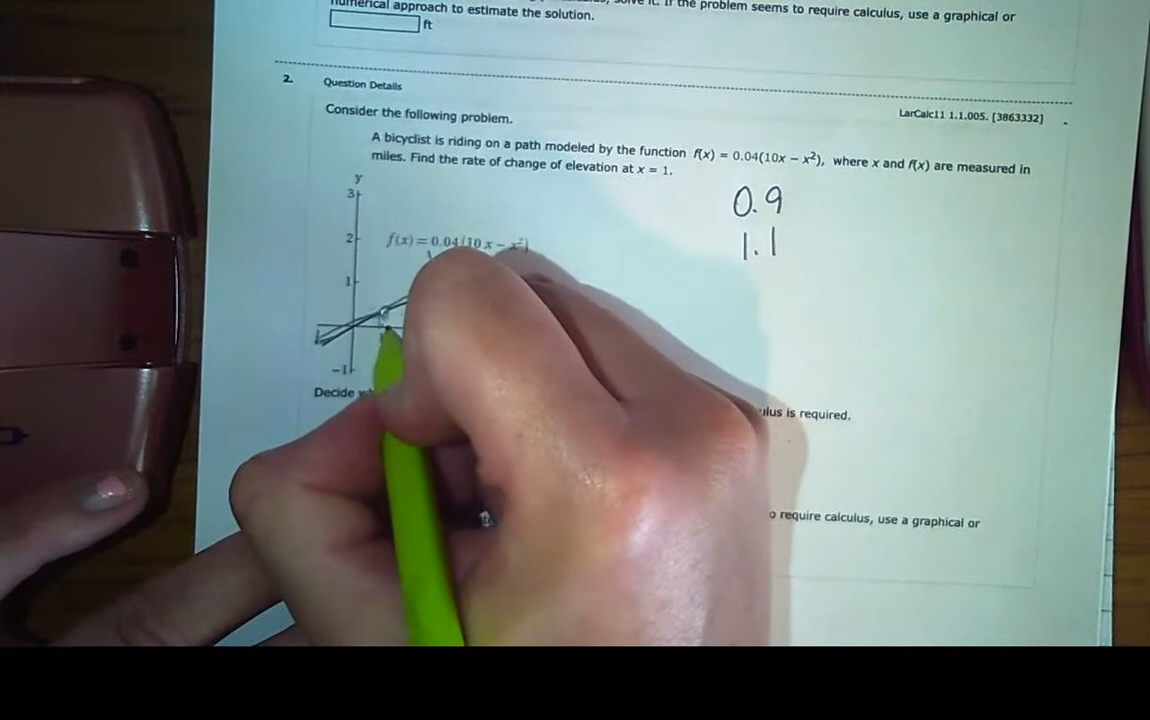 numerical approach to estimate the solution. solve it. If the problem seems to require calculus, use a graphical or
ft
2.
Question Details
LarCalc11 1.1.005. [3863332]
Consider the following problem.
A bicyclist is riding on a path modeled by the function f(x) = 0.04(10x − x²), where x and f(x) are measured in
miles. Find the rate of change of elevation at x = 1.
0.9
1.1
y
3
2
f(x) = 0.04(10x − x²)
1
−1
Decide
is required.
require calculus, use a graphical or